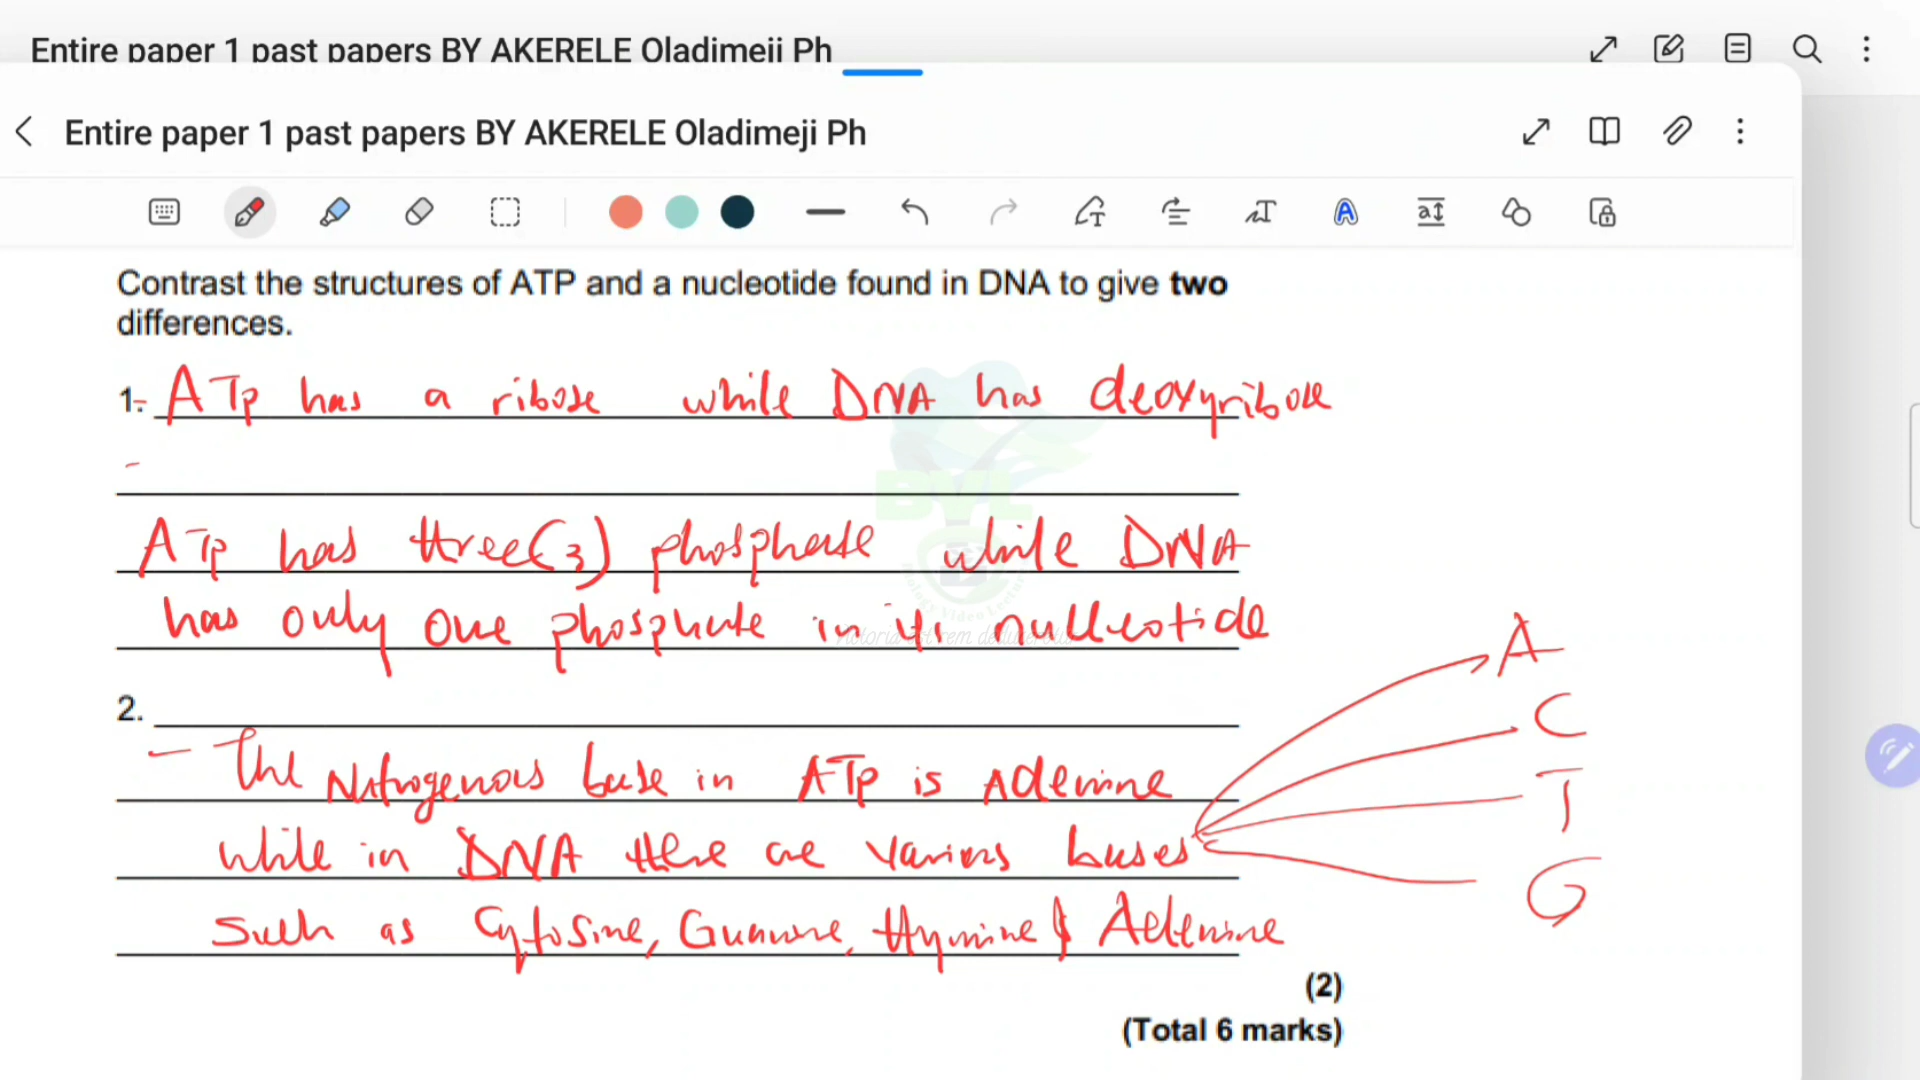 Entire paper 1 past papers BY AKERELE Oladimeji Ph
Entire paper 1 past papers BY AKERELE Oladimeji Ph
Contrast the structures of ATP and a nucleotide found in DNA to give two
differences.
1. - ATP has a ribose while DNA has deoxyribose
-
BVL
ATP has three (3) phosphate while DNA
Biology Video Lectures
has only one phosphate in its nucleotide
A
2.
C
- The Nitrogenous base in ATP is Adenine
T
while in DNA there are various bases
G
Such as Cytosine, Guanine, thymine & Adenine
(2)
(Total 6 marks)